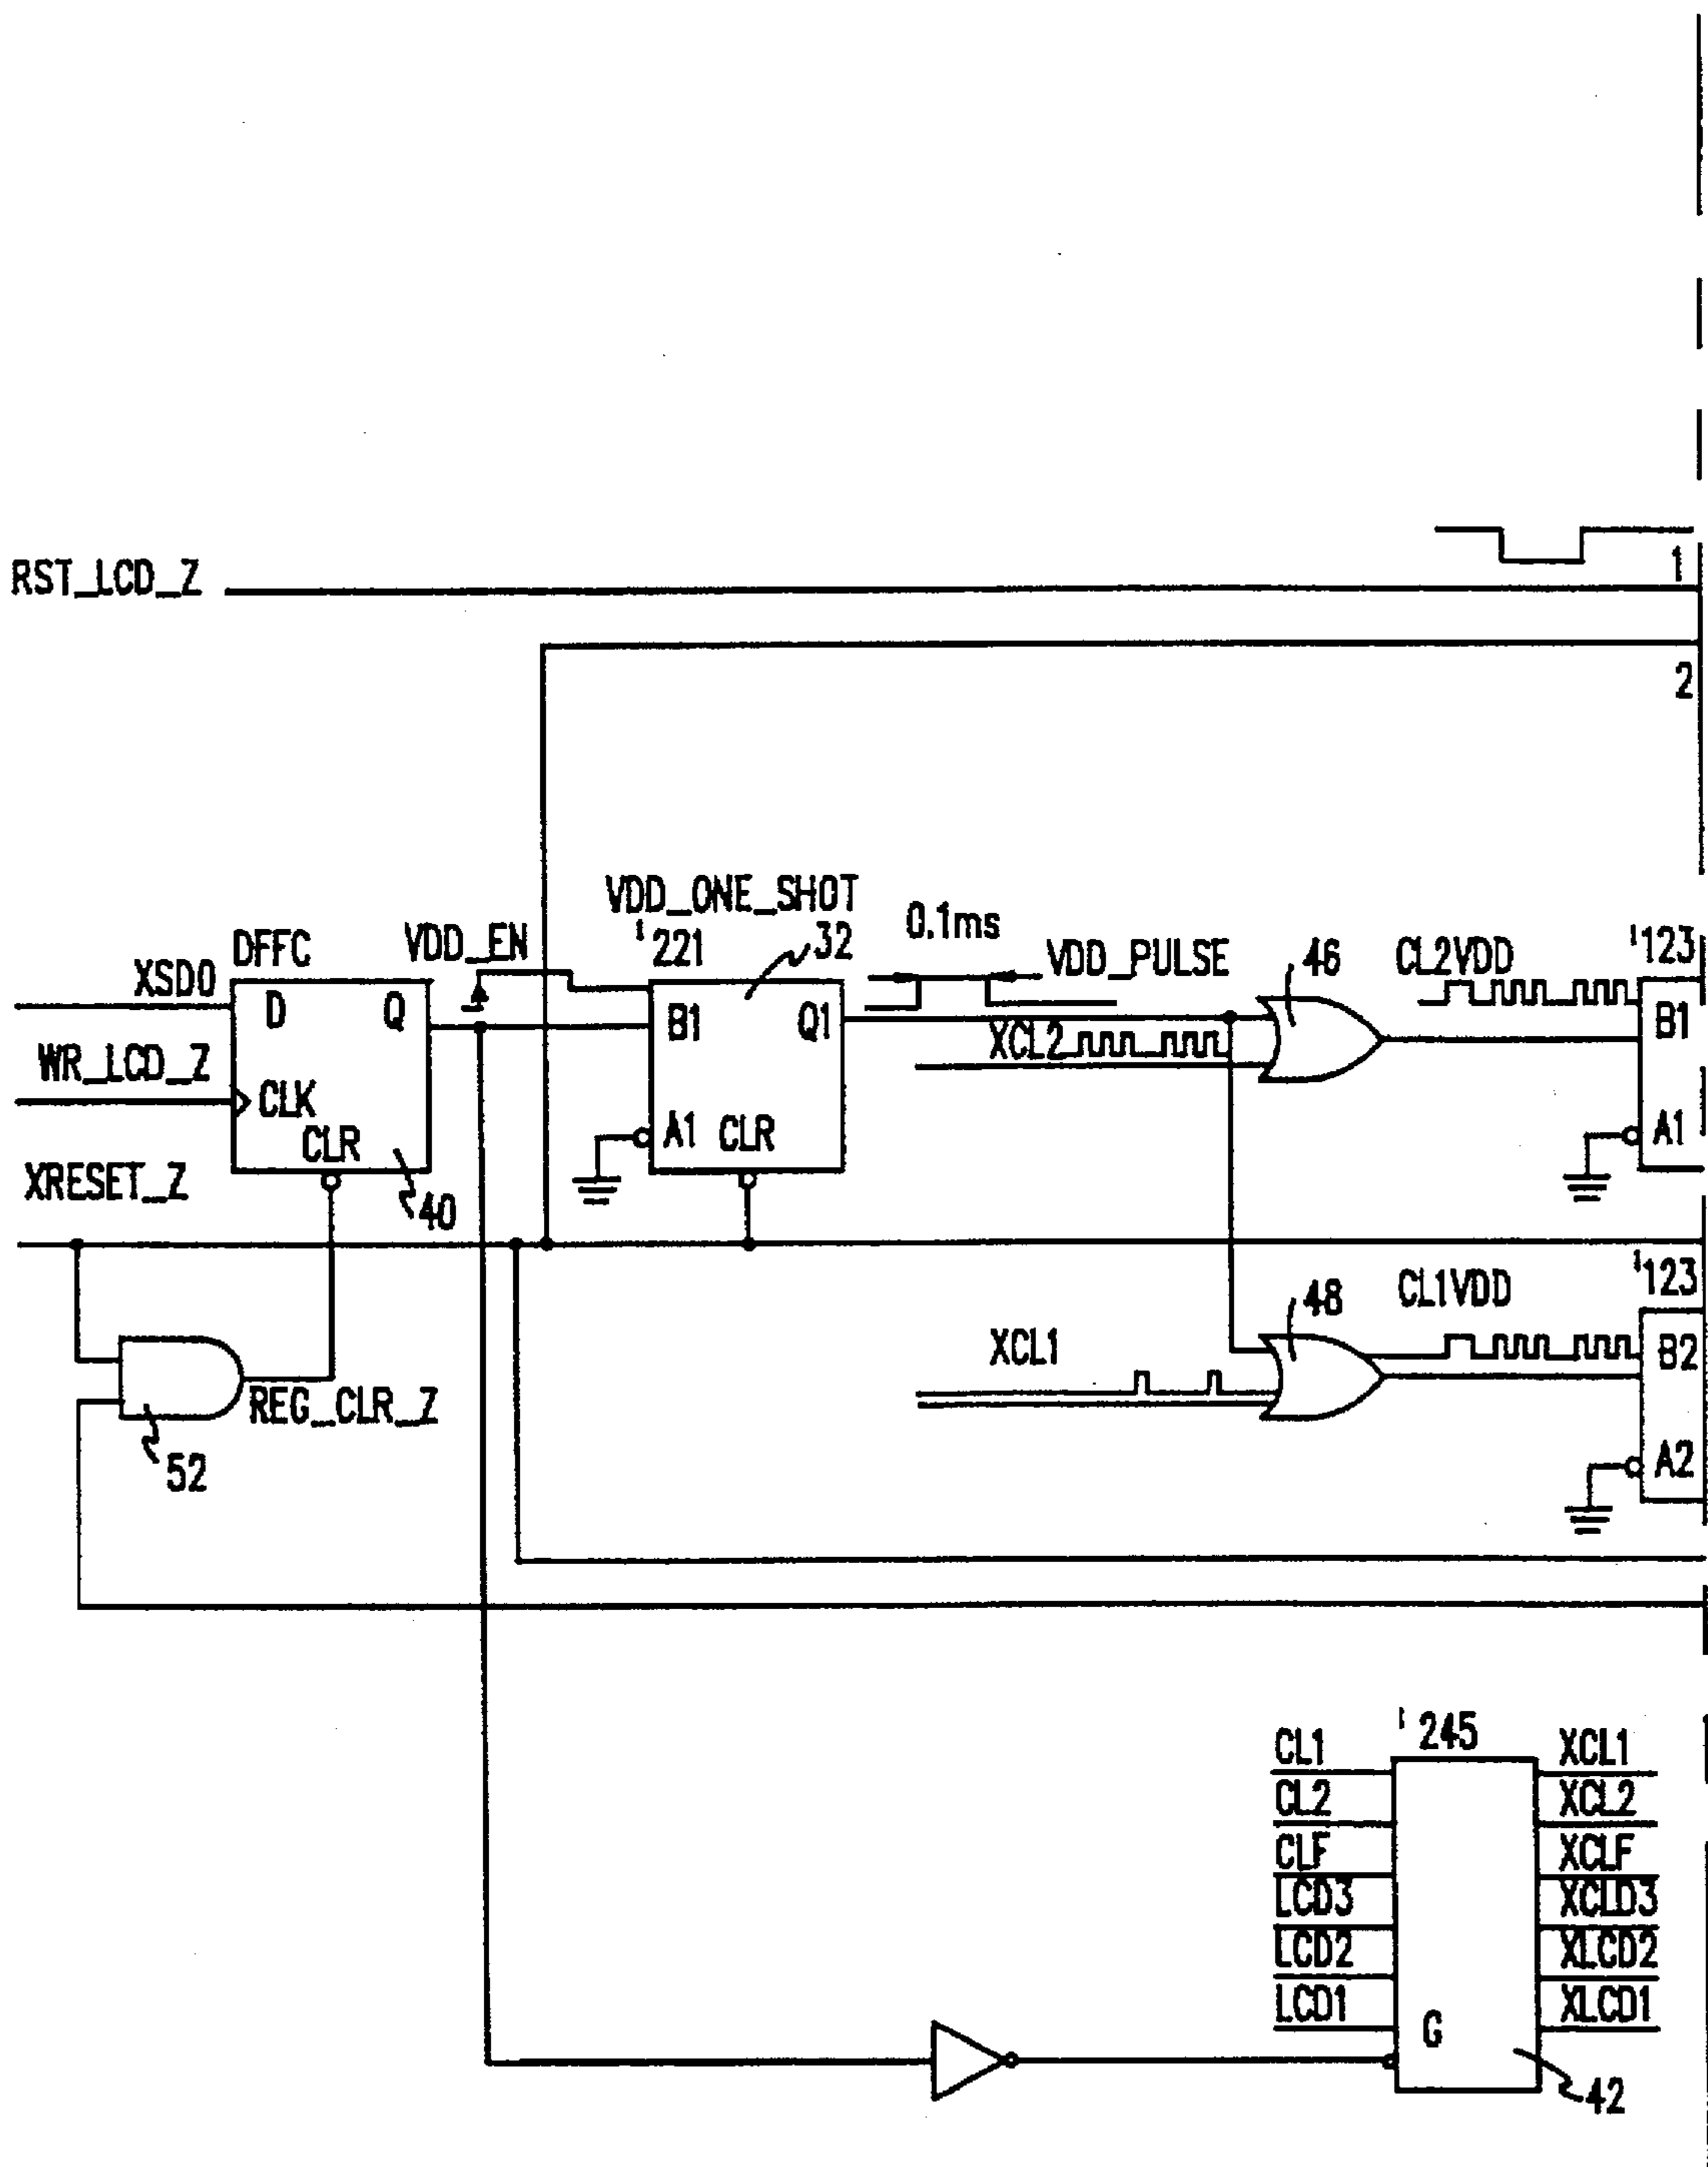 1
RST_LCD_Z
2
VDD_ONE_SHOT
DFFC
VDD_EN
'221
32
0.1ms
VDD_PULSE
46
CL2VDD
'123
XSD0
D
Q
B1
Q1
XCL2
B1
WR_LCD_Z
CLK
CLR
A1
CLR
A1
XRESET_Z
40
'123
48
CL1VDD
XCL1
B2
REG_CLR_Z
52
A2
'245
CL1
XCL1
CL2
XCL2
CLF
XCLF
LCD3
XCLD3
LCD2
XLCD2
LCD1
XLCD1
G
42